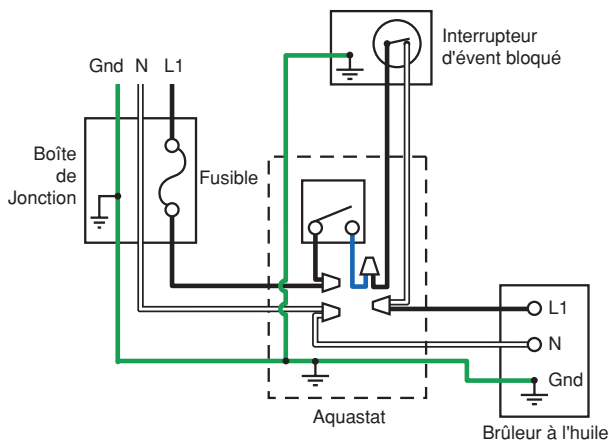 Interrupteur
d'évent bloqué
Gnd N L1
Boîte
de
Jonction
Fusible
L1
N
Gnd
Aquastat
Brûleur à l'huile